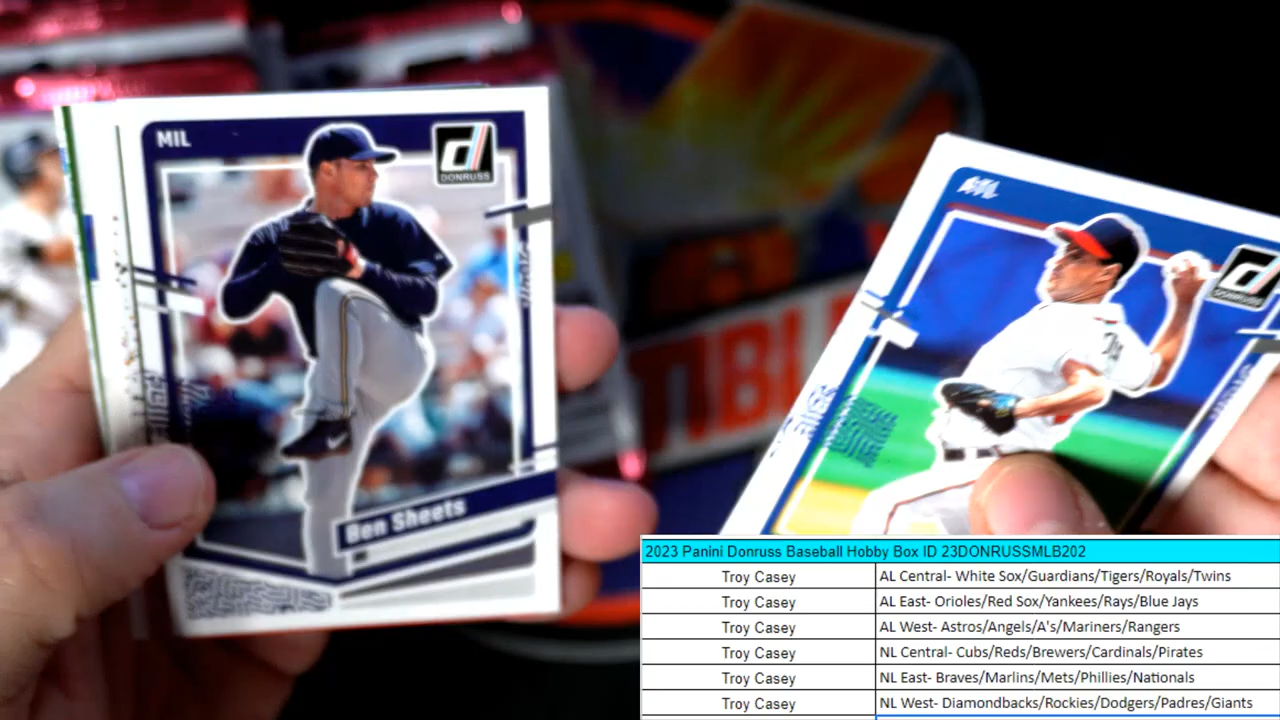 MIL
DONRUSS
Ben Sheets
DONRUSS
2023 Panini Donruss Baseball Hobby Box ID 23DONRUSSMLB202
Troy Casey AL Central- White Sox/Guardians/Tigers/Royals/Twins
Troy Casey AL East- Orioles/Red Sox/Yankees/Rays/Blue Jays
Troy Casey AL West- Astros/Angels/A's/Mariners/Rangers
Troy Casey NL Central- Cubs/Reds/Brewers/Cardinals/Pirates
Troy Casey NL East- Braves/Marlins/Mets/Phillies/Nationals
Troy Casey NL West- Diamondbacks/Rockies/Dodgers/Padres/Giants